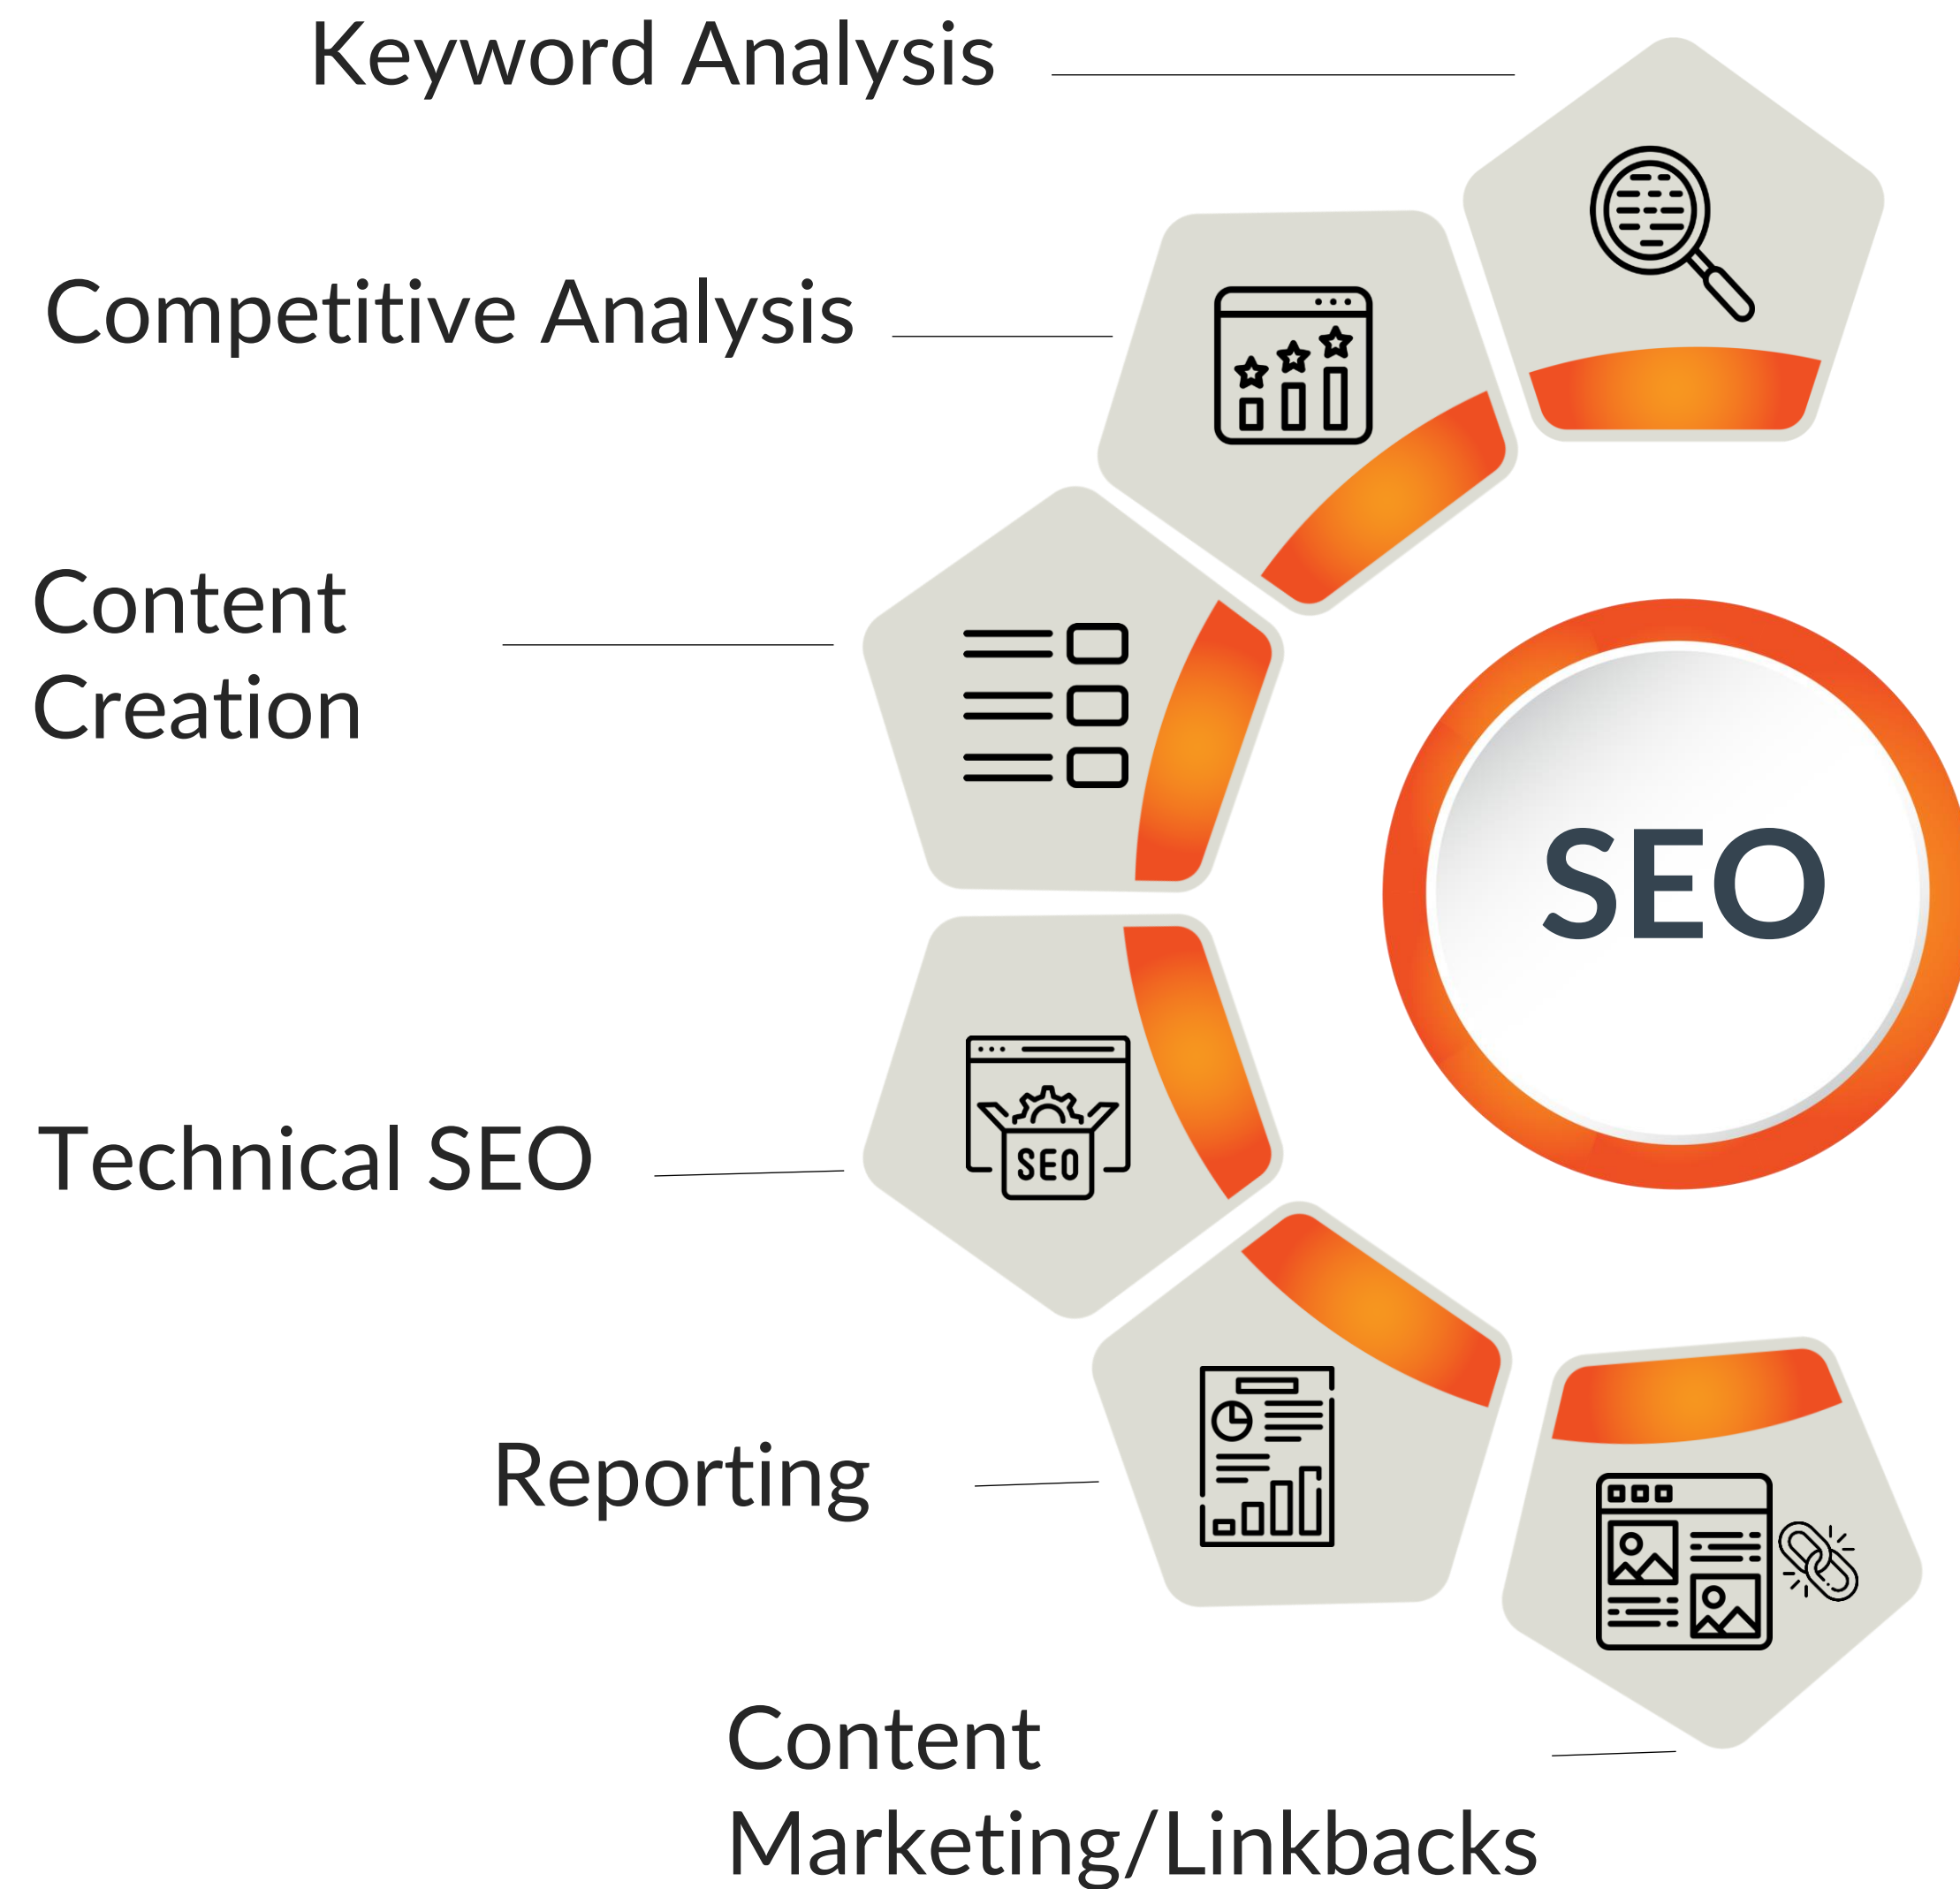 Keyword Analysis
Competitive Analysis
Content
Creation
SEO
Technical SEO
SEO
Reporting
Content
Marketing/Linkbacks